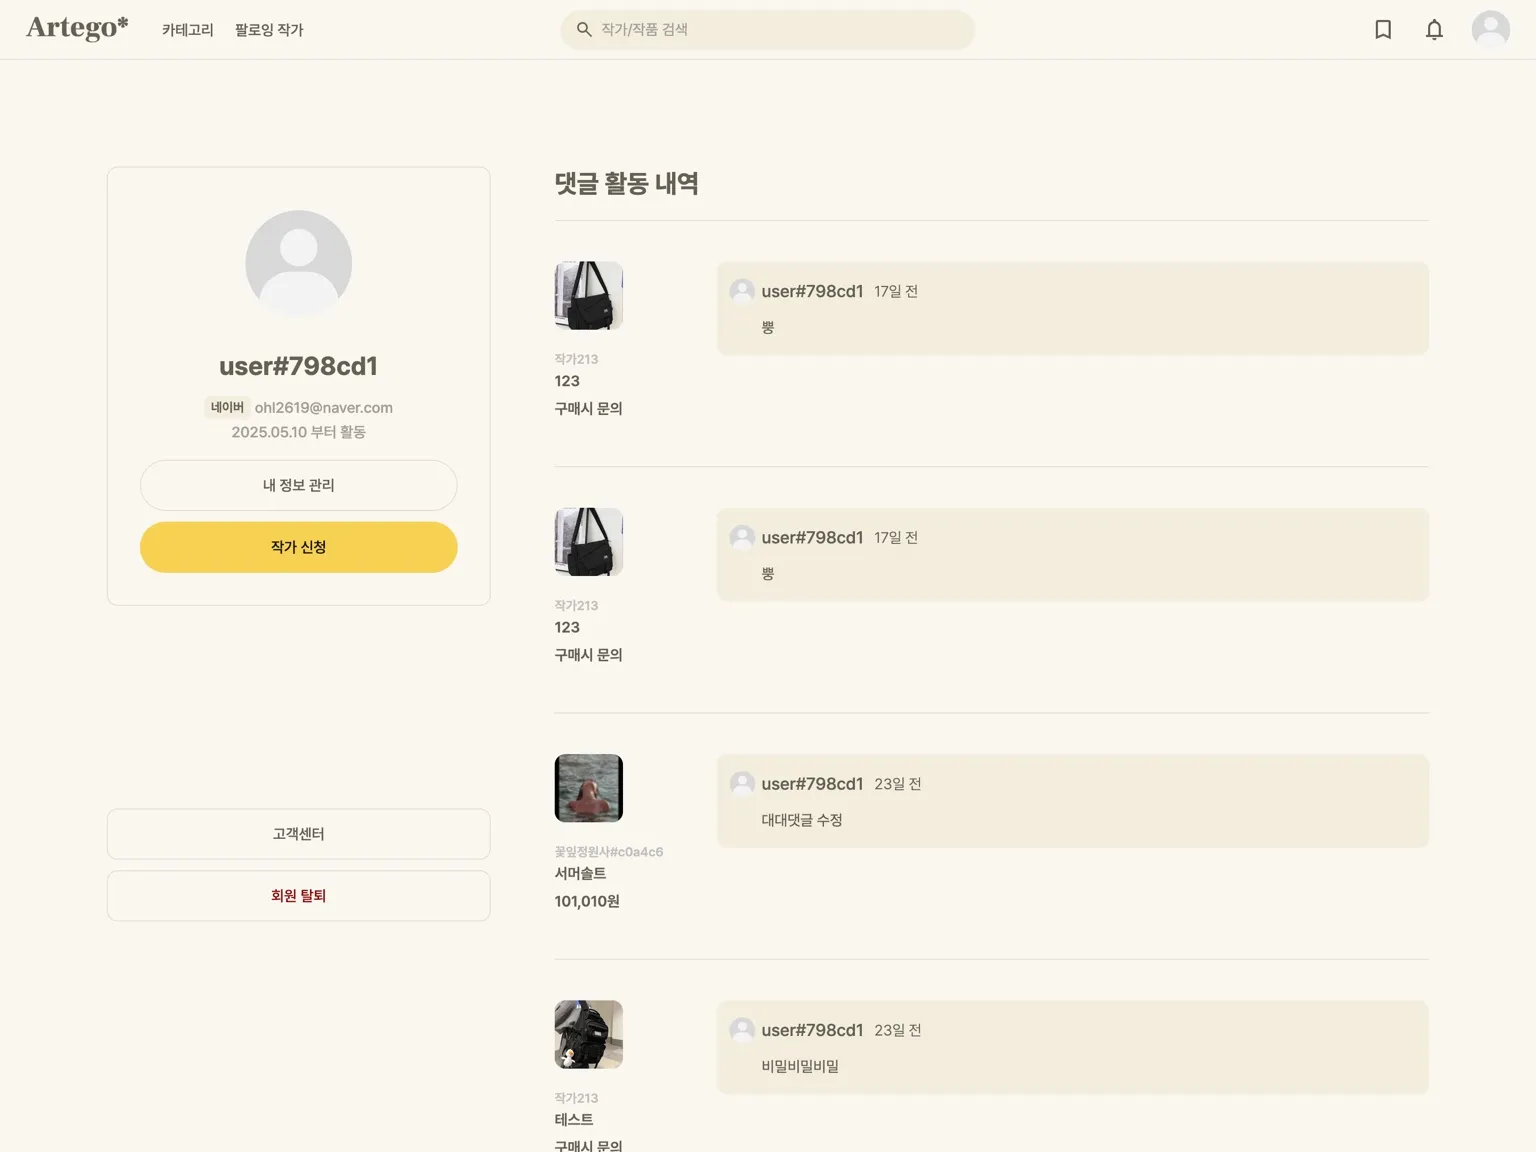 Artego*
카테고리
팔로잉 작가
작가/작품 검색
user#798cd1
네이버 ohl2619@naver.com
2025.05.10 부터 활동
내 정보 관리
작가 신청
고객센터
회원 탈퇴
댓글 활동 내역
작가213
123
구매시 문의
user#798cd1 17일 전
뿡
작가213
123
구매시 문의
user#798cd1 17일 전
뿡
꽃잎정원사#c0a4c6
서머솔트
101,010원
user#798cd1 23일 전
대대댓글 수정
작가213
테스트
구매시 문의
user#798cd1 23일 전
비밀비밀비밀